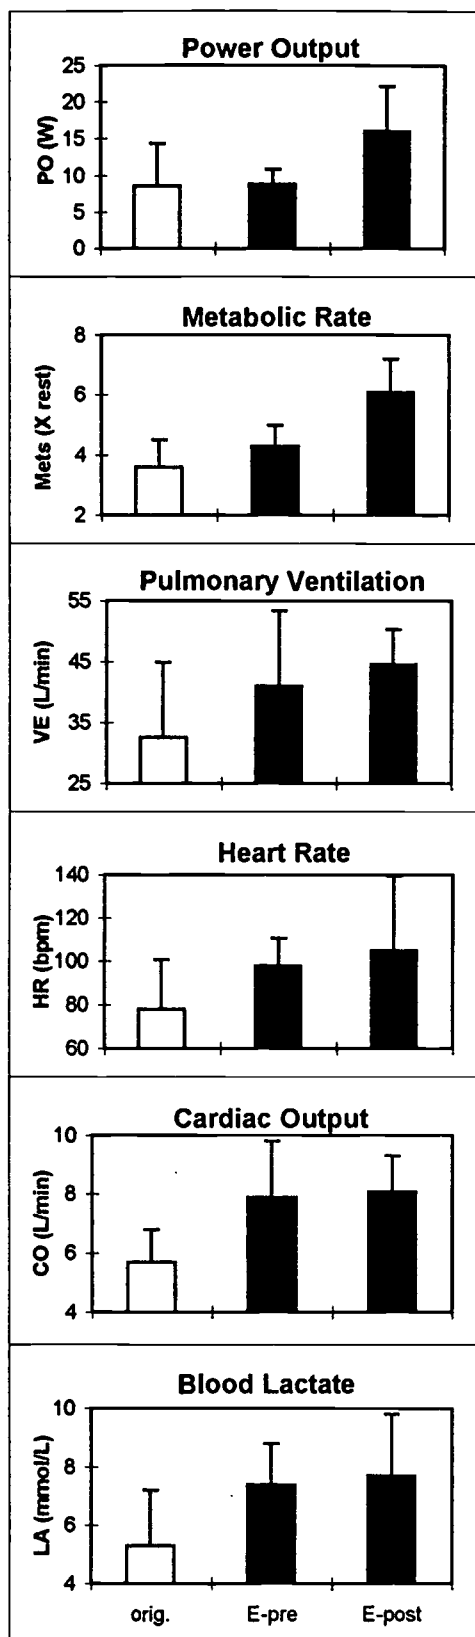 Power Output
25
20
15
10
5
0
PO (W)
Metabolic Rate
8
6
4
2
Mets (X rest)
Pulmonary Ventilation
55
45
35
25
VE (L/min)
Heart Rate
140
120
100
80
60
HR (bpm)
Cardiac Output
10
8
6
4
CO (L/min)
Blood Lactate
10
8
6
4
LA (mmol/L)
orig. E-pre E-post